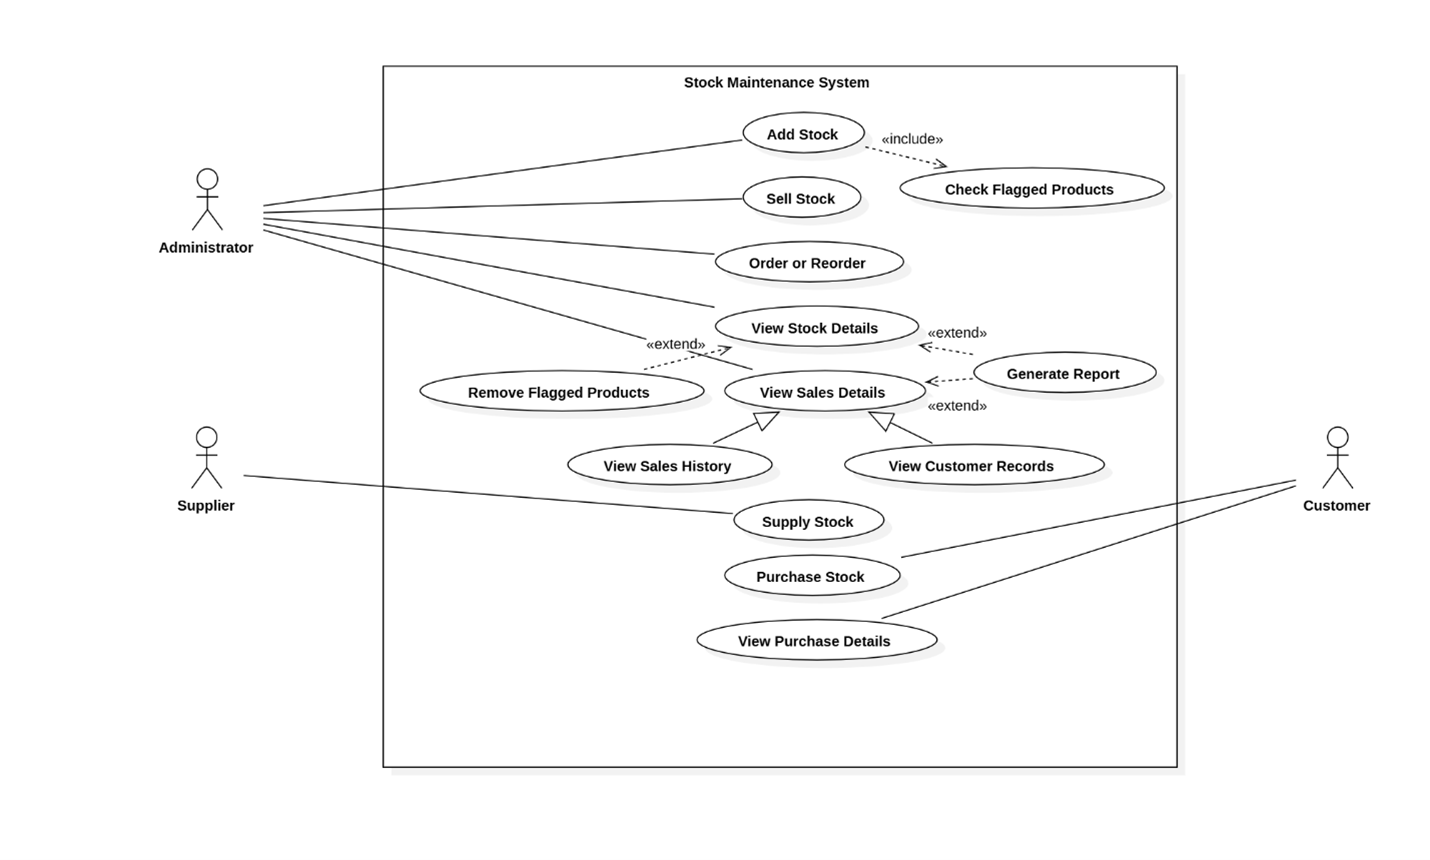 Stock Maintenance System
Add Stock
«include»
Check Flagged Products
Sell Stock
Administrator
Order or Reorder
View Stock Details
«extend»
«extend»
Generate Report
Remove Flagged Products
View Sales Details
«extend»
View Sales History
View Customer Records
Supplier
Customer
Supply Stock
Purchase Stock
View Purchase Details